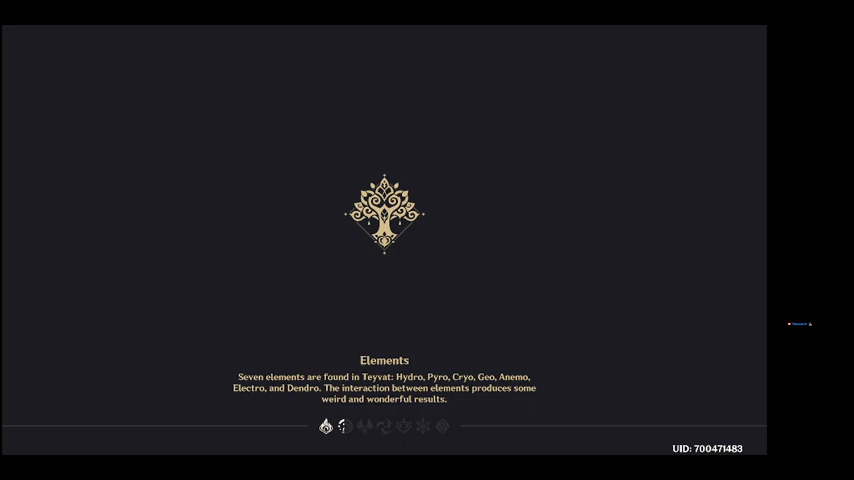 Elements
Seven elements are found in Teyvat: Hydro, Pyro, Cryo, Geo, Anemo,
Electro, and Dendro. The interaction between elements produces some
weird and wonderful results.
UID: 700471483